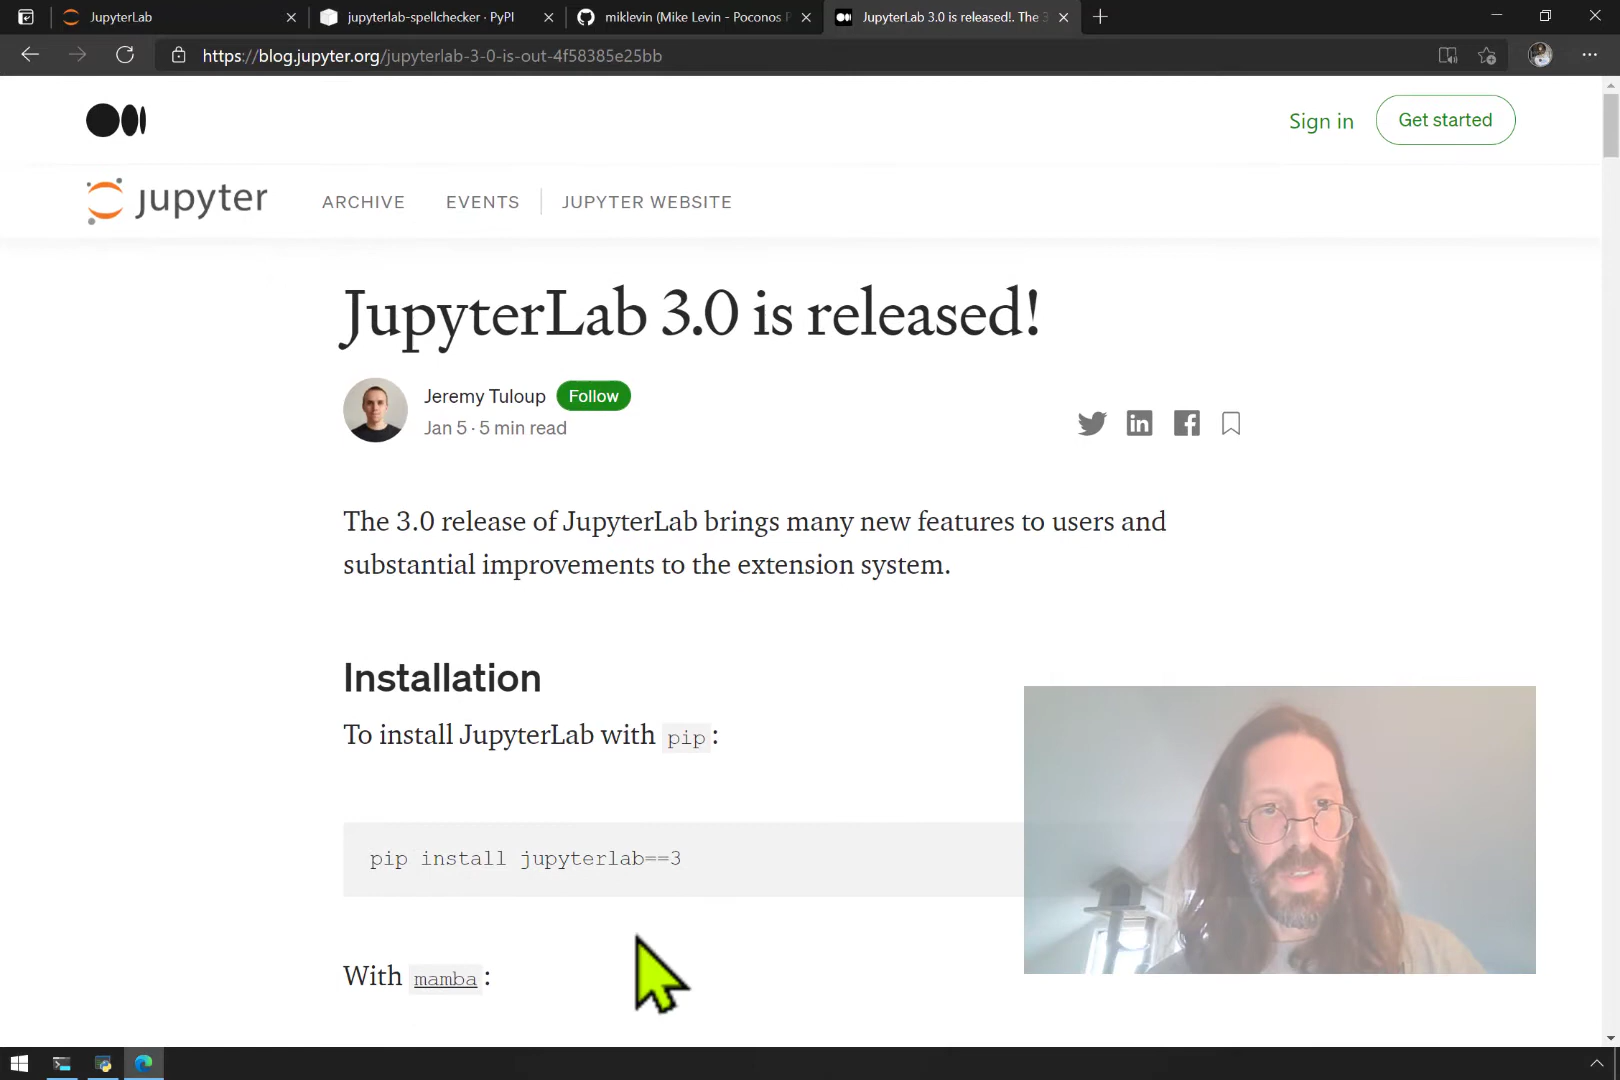 JupyterLab
jupyterlab-spellchecker · PyPI
miklevin (Mike Levin - Poconos P
JupyterLab 3.0 is released!. The 3
https://blog.jupyter.org/jupyterlab-3-0-is-out-4f58385e25bb
Sign in
Get started
jupyter
ARCHIVE
EVENTS
JUPYTER WEBSITE
JupyterLab 3.0 is released!
Jeremy Tuloup
Follow
Jan 5 · 5 min read
The 3.0 release of JupyterLab brings many new features to users and
substantial improvements to the extension system.
Installation
To install JupyterLab with pip:
pip install jupyterlab==3
With mamba: